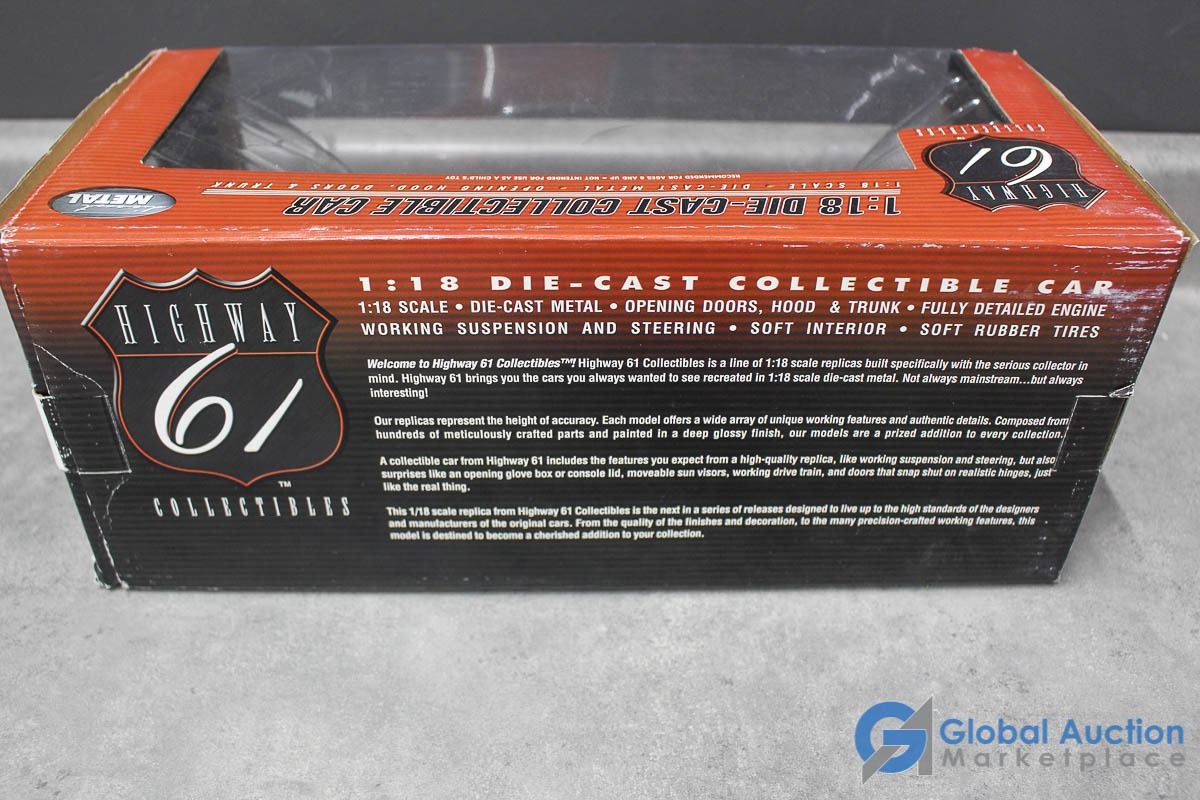 COLLECTIBLES
HIGHWAY
61
™
RECOMMENDED FOR AGES 8 AND UP NOT INTENDED FOR USE AS A CHILD'S TOY
1:18 SCALE • DIE-CAST METAL • OPENING HOOD, DOORS & TRUNK
1:18 DIE-CAST COLLECTIBLE CAR
METAL
HIGHWAY
61
™
COLLECTIBLES
1:18 DIE-CAST COLLECTIBLE CAR
1:18 SCALE • DIE-CAST METAL • OPENING DOORS, HOOD & TRUNK • FULLY DETAILED ENGINE
WORKING SUSPENSION AND STEERING • SOFT INTERIOR • SOFT RUBBER TIRES
Welcome to Highway 61 Collectibles™! Highway 61 Collectibles is a line of 1:18 scale replicas built specifically with the serious collector in
mind. Highway 61 brings you the cars you always wanted to see recreated in 1:18 scale die-cast metal. Not always mainstream...but always
interesting!
Our replicas represent the height of accuracy. Each model offers a wide array of unique working features and authentic details. Composed from
hundreds of meticulously crafted parts and painted in a deep glossy finish, our models are a prized addition to every collection.
A collectible car from Highway 61 includes the features you expect from a high-quality replica, like working suspension and steering, but also
surprises like an opening glove box or console lid, moveable sun visors, working drive train, and doors that snap shut on realistic hinges, just
like the real thing.
This 1/18 scale replica from Highway 61 Collectibles is the next in a series of releases designed to live up to the high standards of the designers
and manufacturers of the original cars. From the quality of the finishes and decoration, to the many precision-crafted working features, this
model is destined to become a cherished addition to your collection.
Global Auction
Marketplace